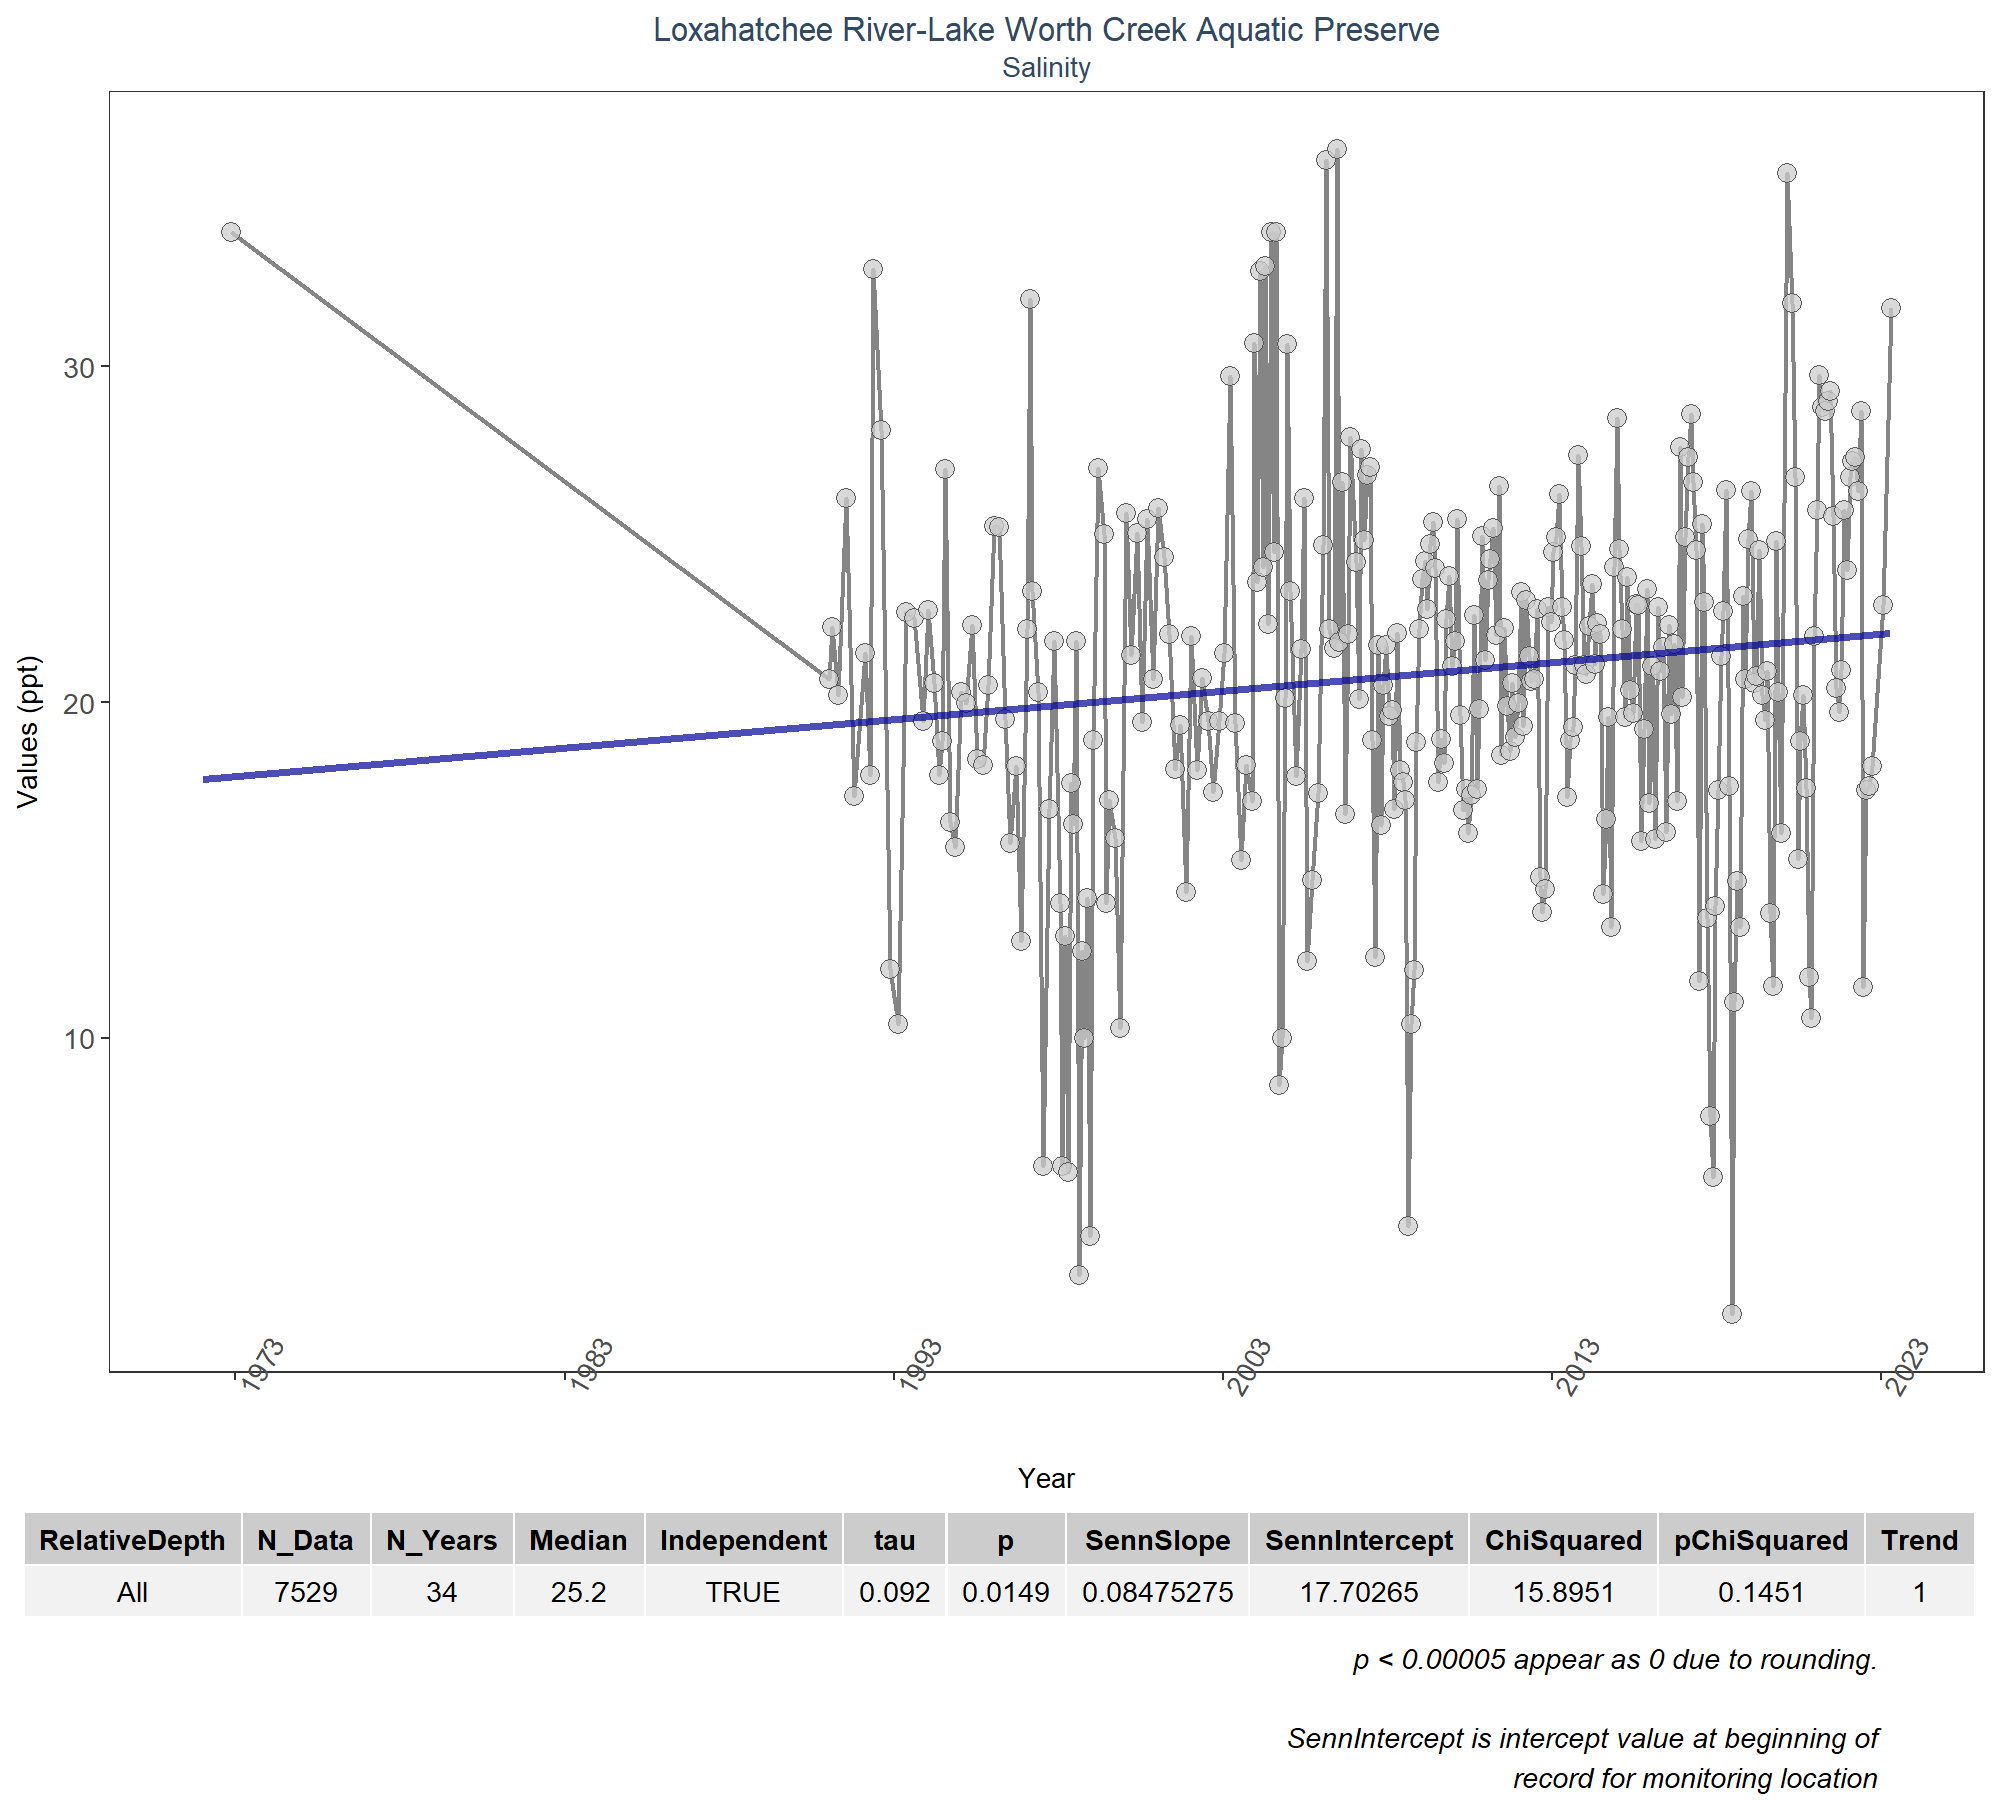 Loxahatchee River-Lake Worth Creek Aquatic Preserve
Salinity
Values (ppt)
30
20
10
1973
1983
1993
2003
2013
2023
Year
RelativeDepth N_Data N_Years Median Independent tau p SennSlope SennIntercept ChiSquared pChiSquared Trend
All 7529 34 25.2 TRUE 0.092 0.0149 0.08475275 17.70265 15.8951 0.1451 1
p < 0.00005 appear as 0 due to rounding.
SennIntercept is intercept value at beginning of
record for monitoring location